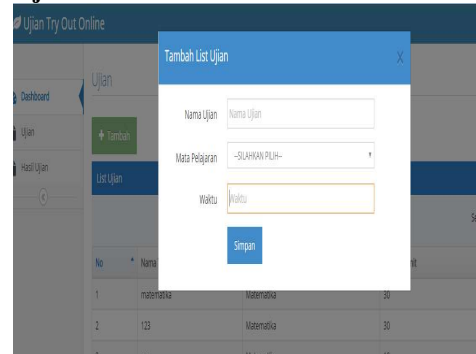 Ujian Try Out Online
Tambah List Ujian
X
Ujian
Dashboard
Nama Ujian
Nama Ujian
Ujian
+ Tambah
Mata Pelajaran
--SILAHKAN PILIH--
Hasil Ujian
List Ujian
Waktu
Waktu
Simpan
No
Nama
1
matematika
Matematika
30
2
123
Matematika
30